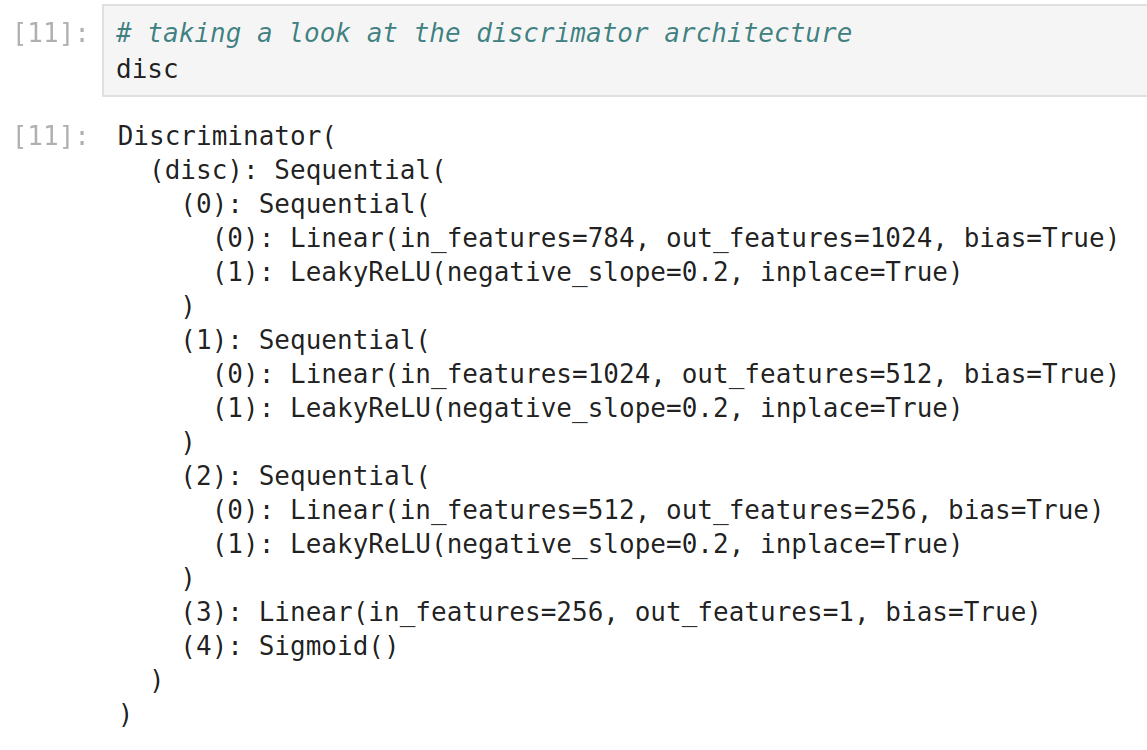 [11]: # taking a look at the discrimator architecture
disc
[11]: Discriminator(
(disc): Sequential(
(0): Sequential(
(0): Linear(in_features=784, out_features=1024, bias=True)
(1): LeakyReLU(negative_slope=0.2, inplace=True)
)
(1): Sequential(
(0): Linear(in_features=1024, out_features=512, bias=True)
(1): LeakyReLU(negative_slope=0.2, inplace=True)
)
(2): Sequential(
(0): Linear(in_features=512, out_features=256, bias=True)
(1): LeakyReLU(negative_slope=0.2, inplace=True)
)
(3): Linear(in_features=256, out_features=1, bias=True)
(4): Sigmoid()
)
)